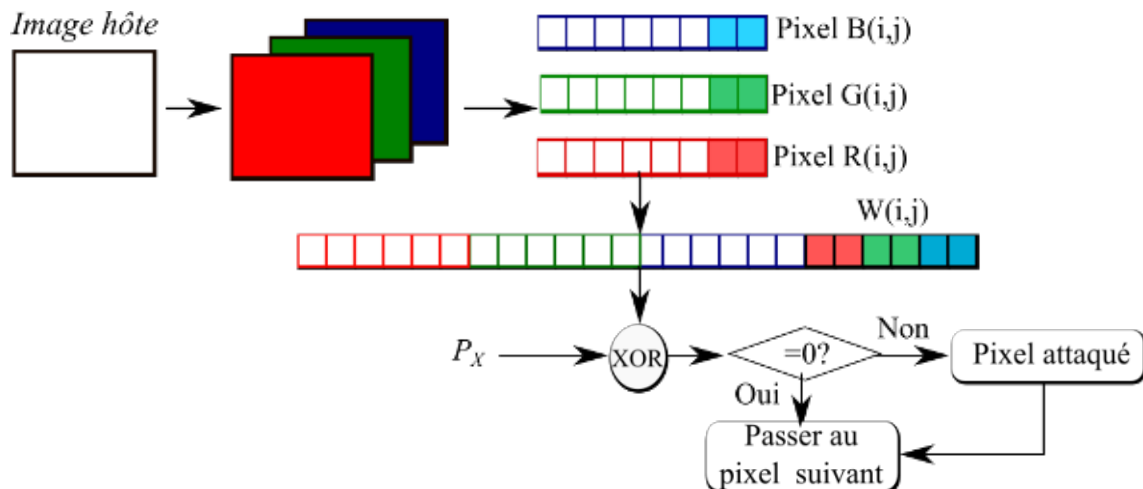 Image hôte
Pixel B(i,j)
Pixel G(i,j)
Pixel R(i,j)
W(i,j)
P_X
XOR
=0?
Non
Pixel attaqué
Oui
Passer au
pixel suivant